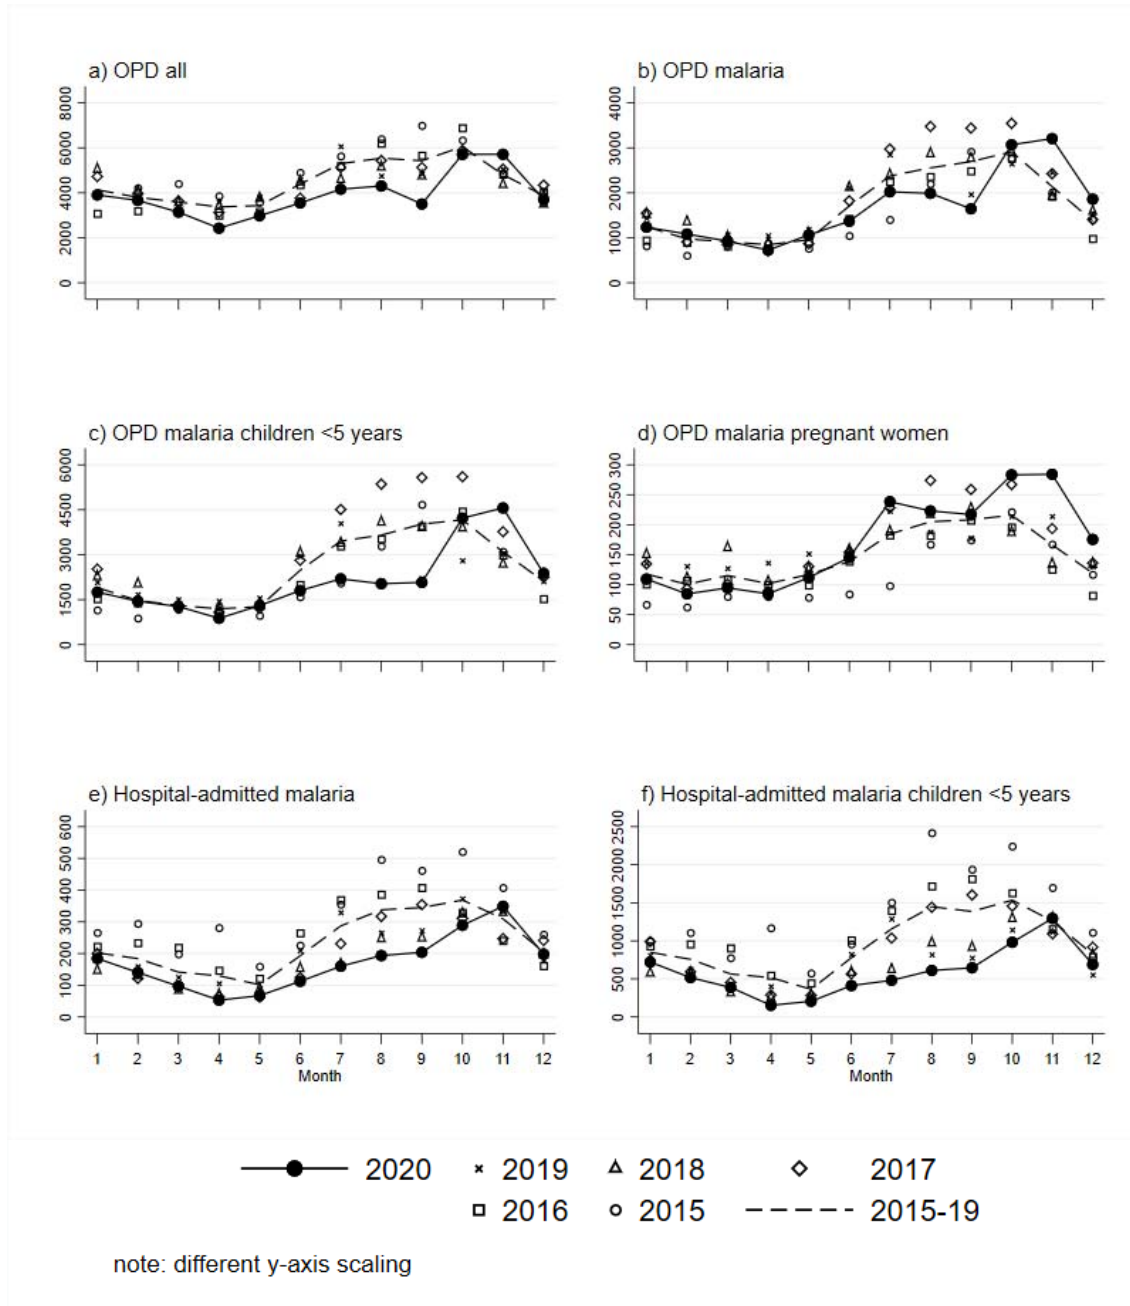 a) OPD all
8000
6000
4000
2000
0
b) OPD malaria
4000
3000
2000
1000
0
c) OPD malaria children <5 years
6000
4500
3000
1500
0
d) OPD malaria pregnant women
300
250
200
150
100
50
0
e) Hospital-admitted malaria
600
500
400
300
200
100
0
1 2 3 4 5 6 7 8 9 10 11 12
Month
f) Hospital-admitted malaria children <5 years
2500
2000
1500
1000
500
0
1 2 3 4 5 6 7 8 9 10 11 12
Month
2020 2019 2018 2017
2016 2015 2015-19
note: different y-axis scaling